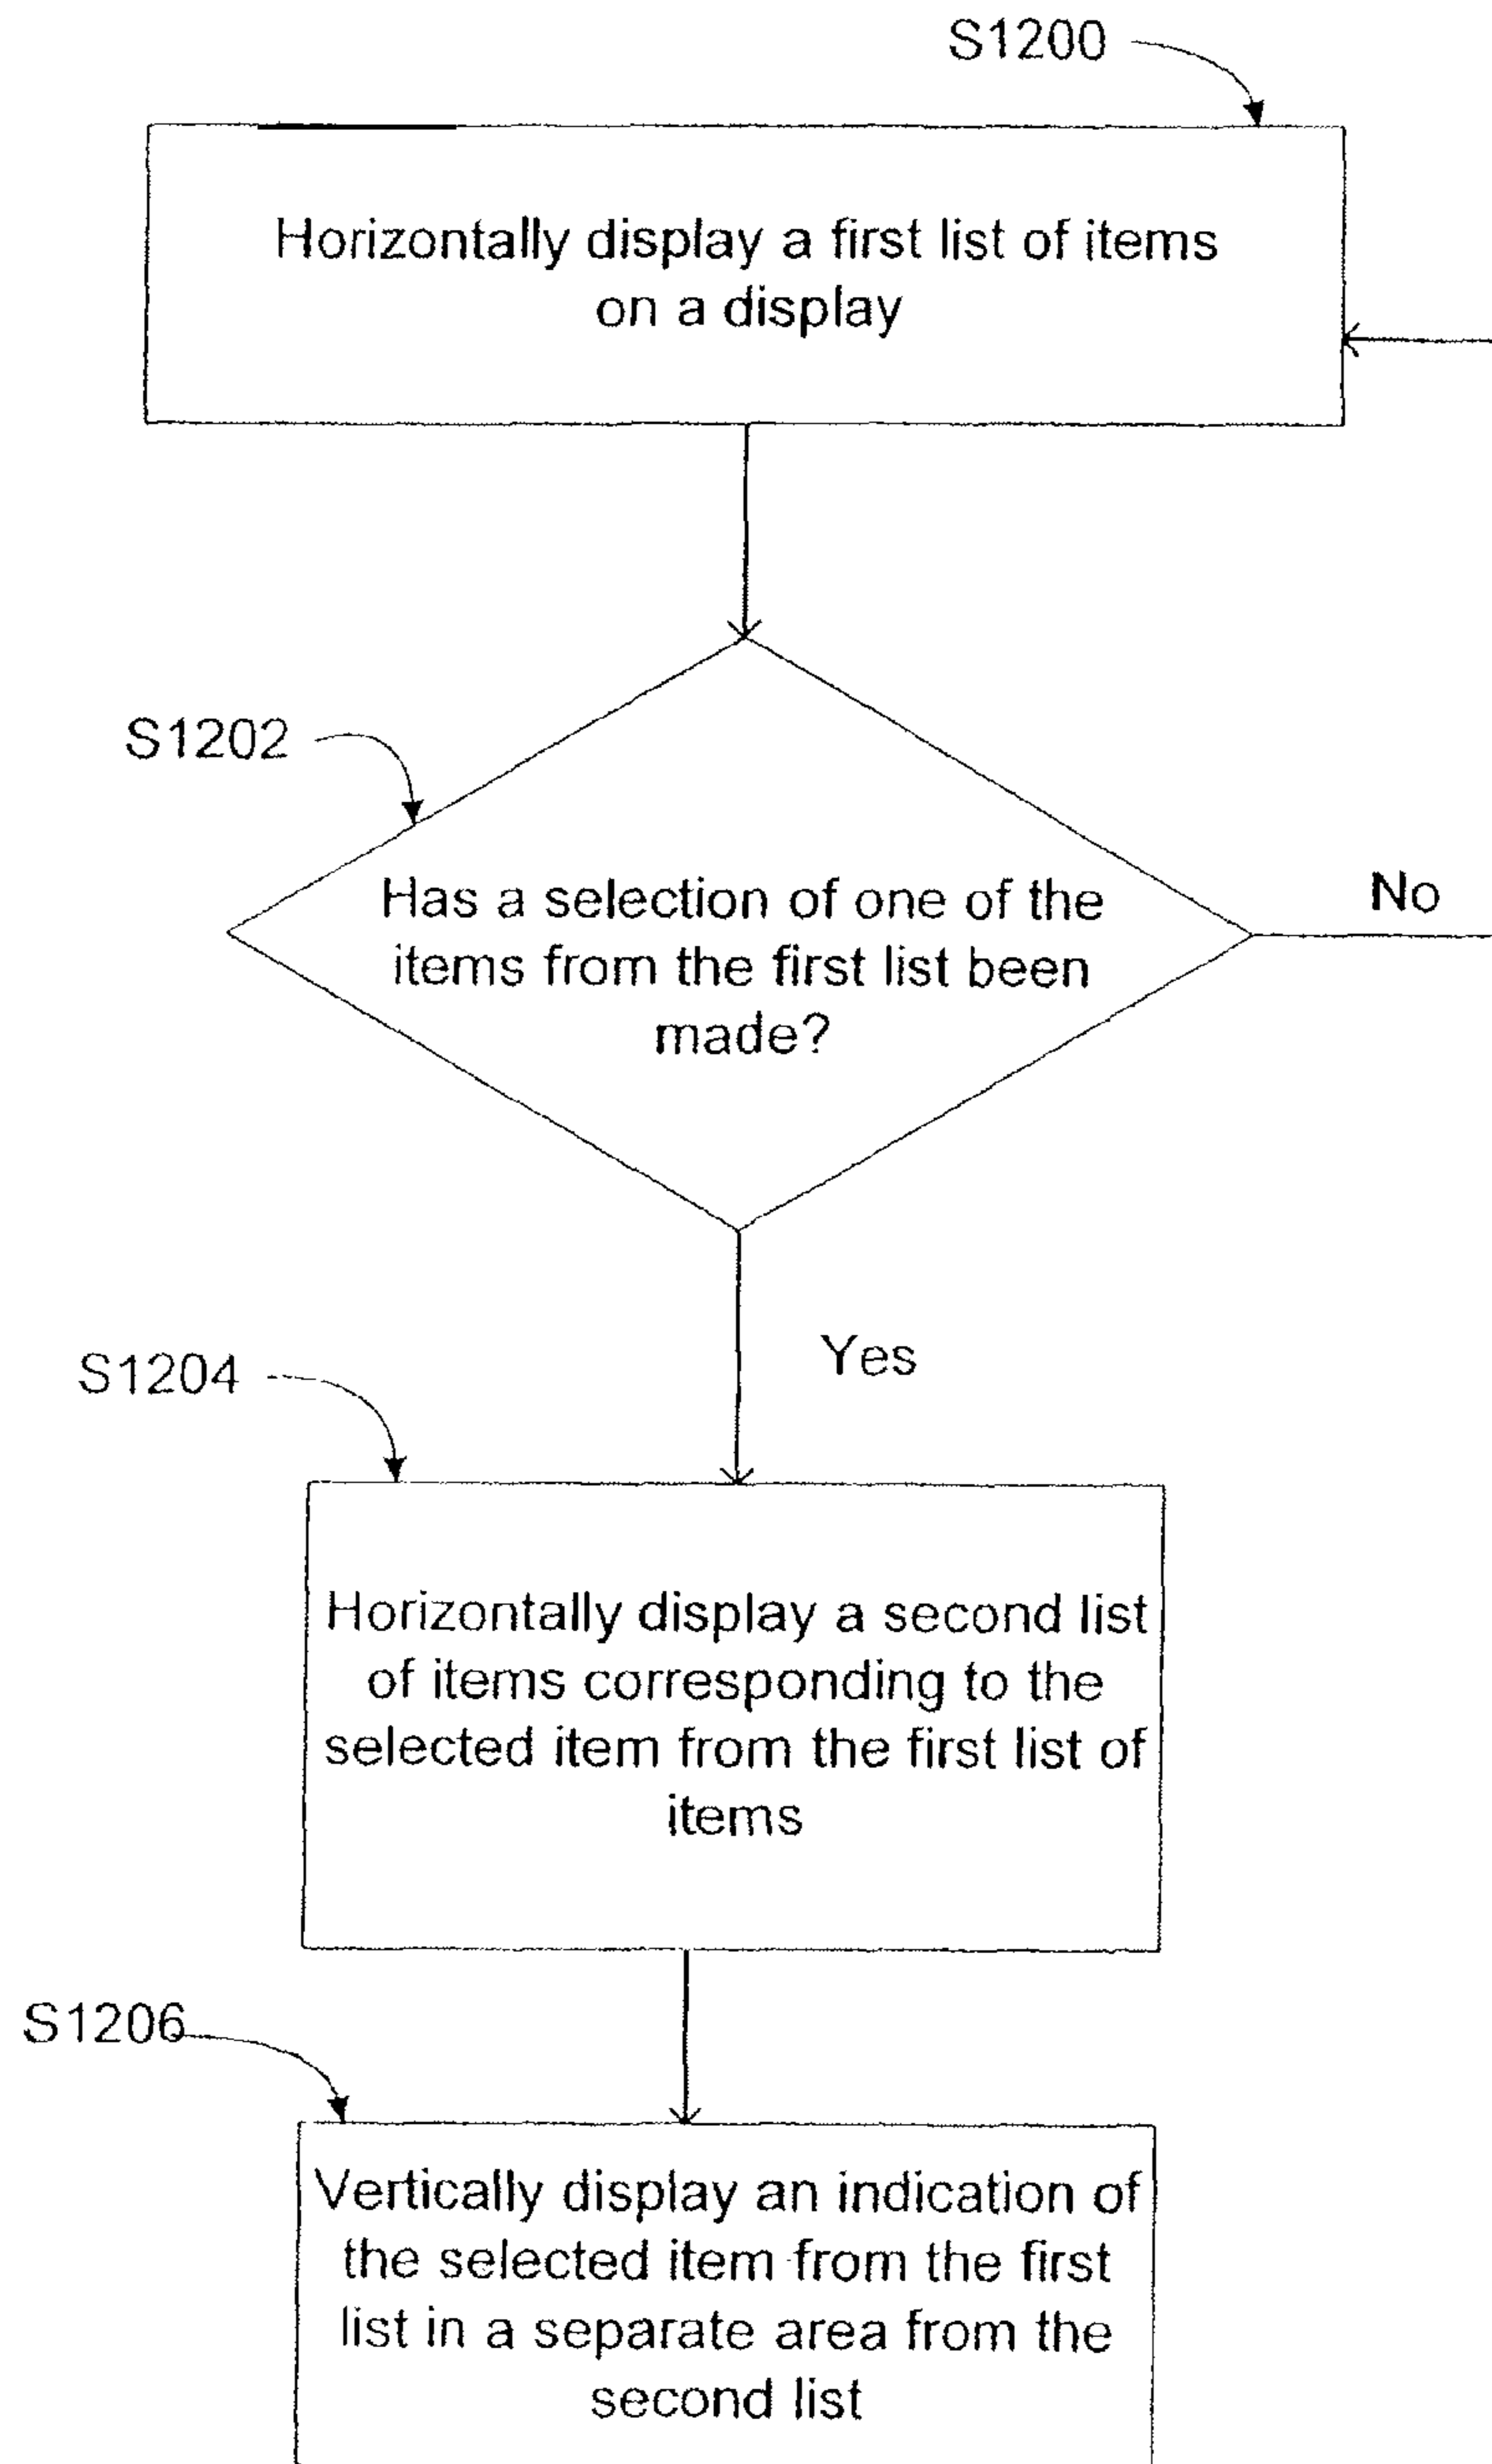 S1200
Horizontally display a first list of items
on a display
S1202
Has a selection of one of the
items from the first list been
made?
No
Yes
S1204
Horizontally display a second list
of items corresponding to the
selected item from the first list of
items
S1206
Vertically display an indication of
the selected item from the first
list in a separate area from the
second list